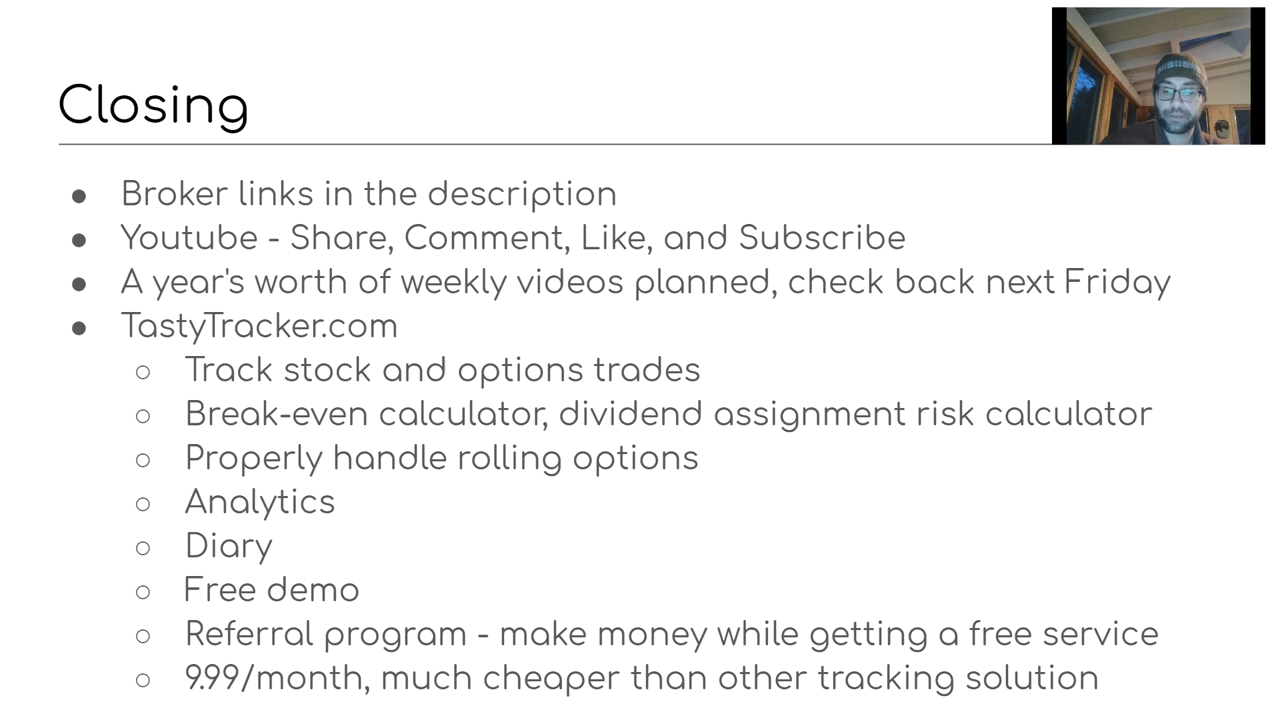 Closing
● Broker links in the description
● Youtube - Share, Comment, Like, and Subscribe
● A year's worth of weekly videos planned, check back next Friday
● TastyTracker.com
○ Track stock and options trades
○ Break-even calculator, dividend assignment risk calculator
○ Properly handle rolling options
○ Analytics
○ Diary
○ Free demo
○ Referral program - make money while getting a free service
○ 9.99/month, much cheaper than other tracking solution